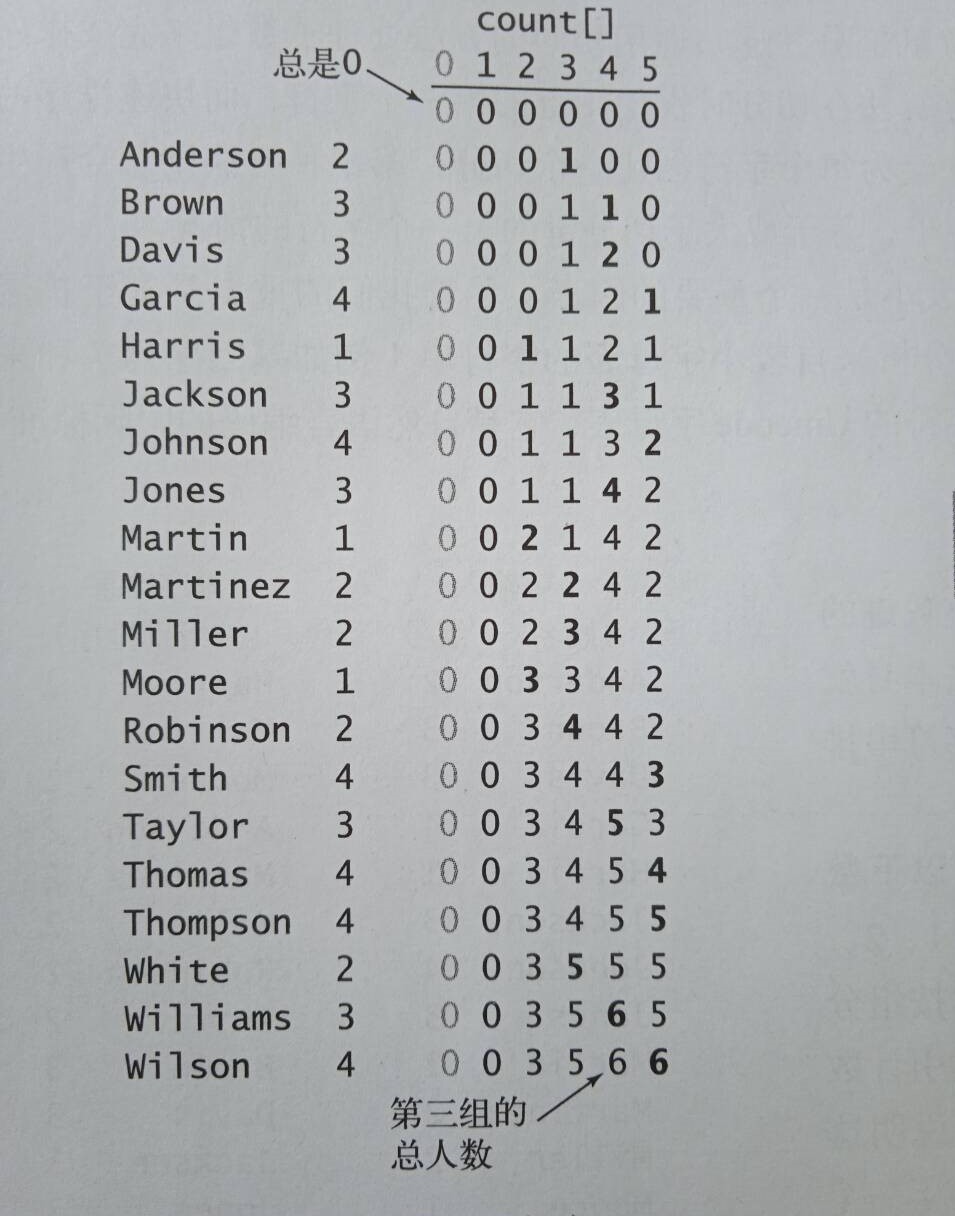 count[]
总是0 0 1 2 3 4 5
0 0 0 0 0 0
Anderson 2 0 0 0 1 0 0
Brown 3 0 0 0 1 1 0
Davis 3 0 0 0 1 2 0
Garcia 4 0 0 0 1 2 1
Harris 1 0 0 1 1 2 1
Jackson 3 0 0 1 1 3 1
Johnson 4 0 0 1 1 3 2
Jones 3 0 0 1 1 4 2
Martin 1 0 0 2 1 4 2
Martinez 2 0 0 2 2 4 2
Miller 2 0 0 2 3 4 2
Moore 1 0 0 3 3 4 2
Robinson 2 0 0 3 4 4 2
Smith 4 0 0 3 4 4 3
Taylor 3 0 0 3 4 5 3
Thomas 4 0 0 3 4 5 4
Thompson 4 0 0 3 4 5 5
White 2 0 0 3 5 5 5
Williams 3 0 0 3 5 6 5
Wilson 4 0 0 3 5 6 6
第三组的
总人数